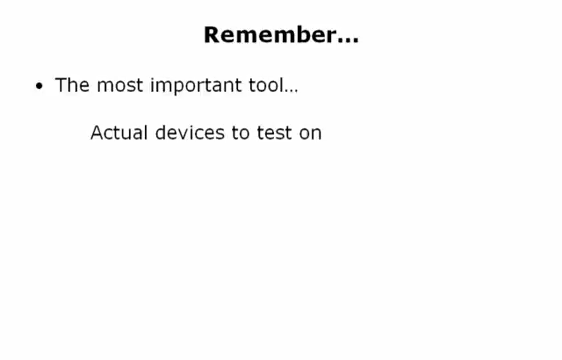 Remember...
• The most important tool...
Actual devices to test on